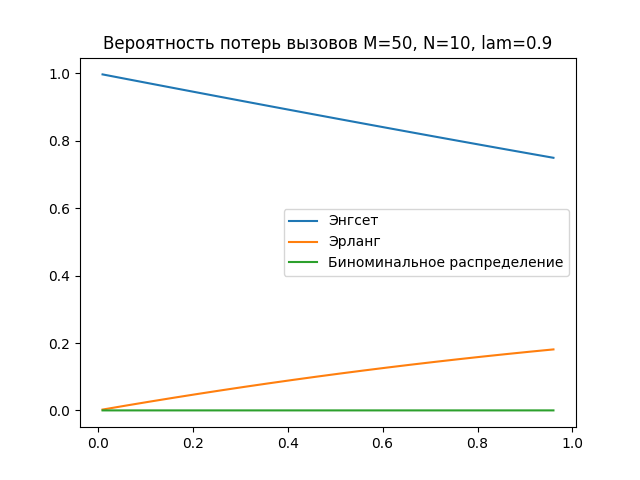 Вероятность потерь вызовов M=50, N=10, lam=0.9
1.0
0.8
0.6
0.4
0.2
0.0
Энгсет
Эрланг
Биноминальное распределение
0.0 0.2 0.4 0.6 0.8 1.0